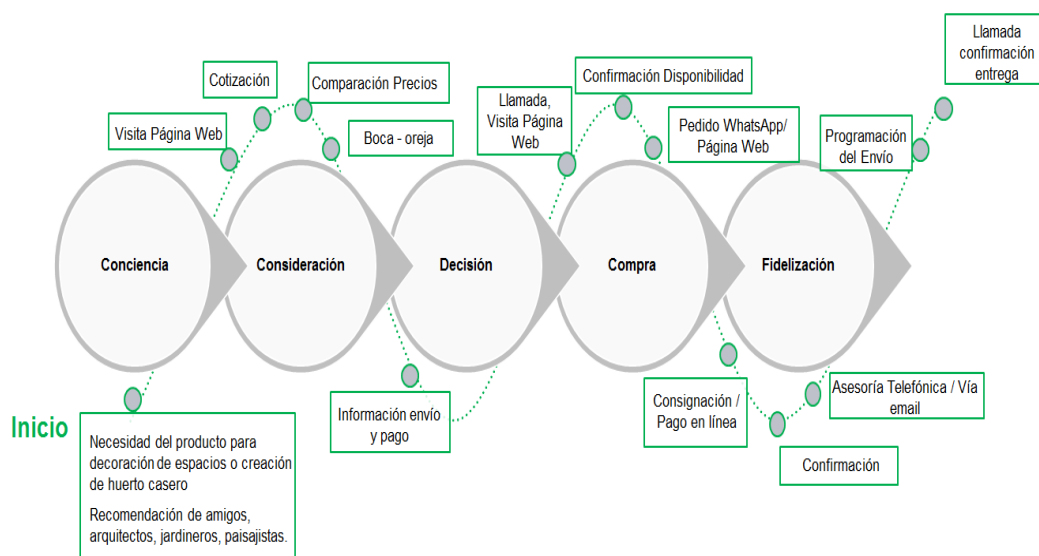 Llamada
confirmación
entrega
Cotización
Comparación Precios
Confirmación Disponibilidad
Llamada,
Visita Página
Web
Visita Página Web
Boca - oreja
Pedido WhatsApp/
Página Web
Programación
del Envío
Conciencia
Consideración
Decisión
Compra
Fidelización
Inicio
Necesidad del producto para
decoración de espacios o creación
de huerto casero
Recomendación de amigos,
arquitectos, jardineros, paisajistas.
Información envío
y pago
Consignación /
Pago en línea
Asesoría Telefónica / Vía
email
Confirmación